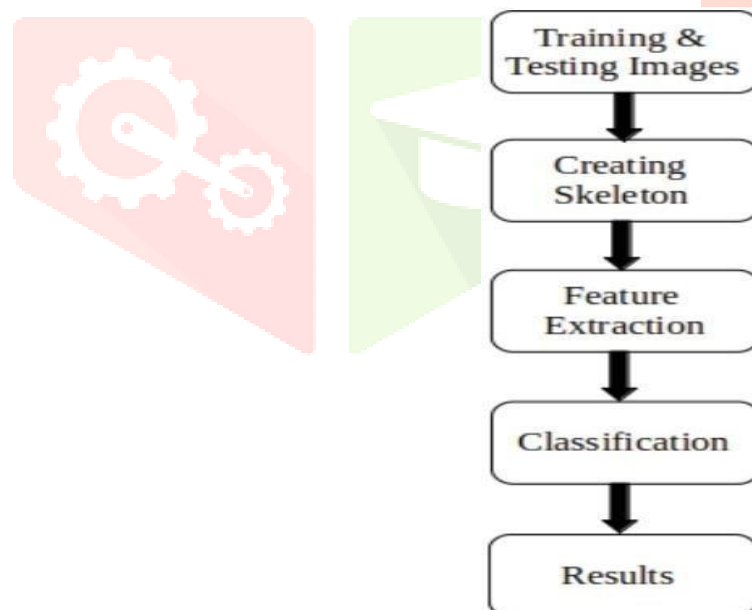 Training &
Testing Images
Creating
Skeleton
Feature
Extraction
Classification
Results